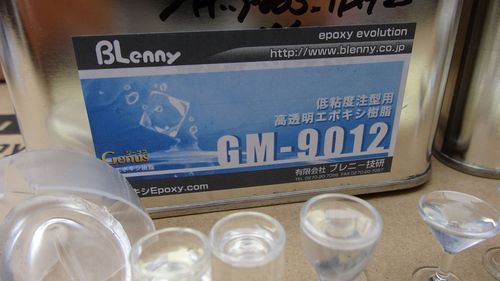 BLenny
epoxy evolution
http://www.blenny.co.jp
低粘度注型用
高透明エポキシ樹脂
Genius
GM-9012
有限会社 ブレニー技研
Epoxy.com